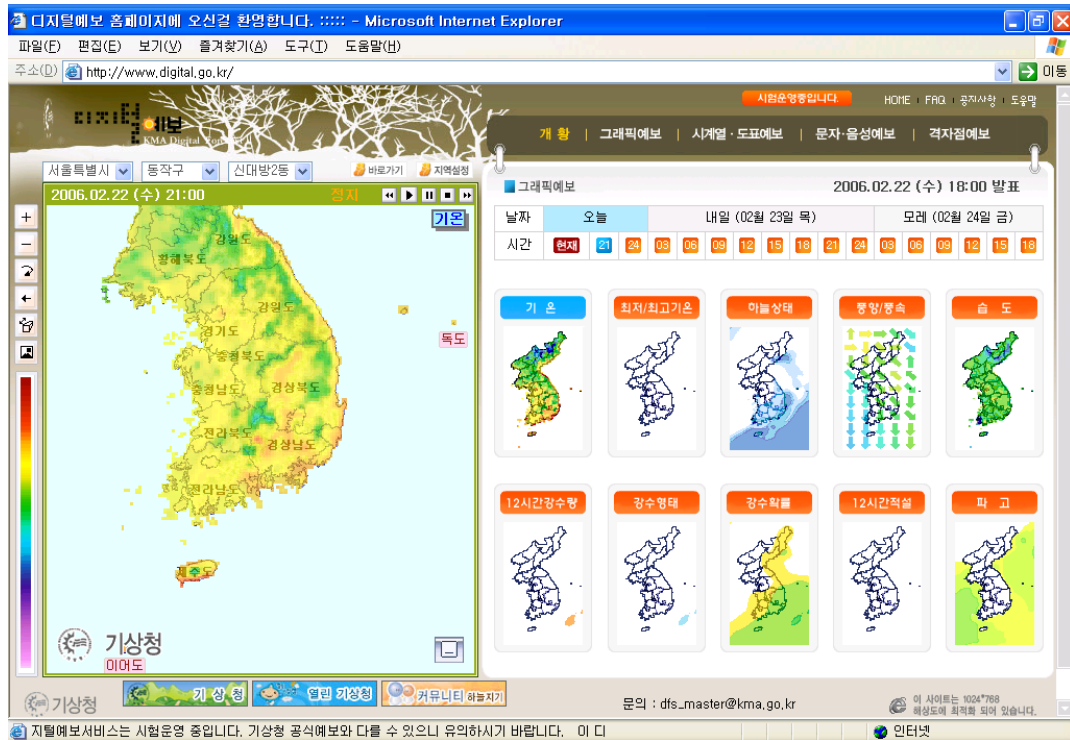 디지털예보 홈페이지에 오신걸 환영합니다. ::::: - Microsoft Internet Explorer
파일(F) 편집(E) 보기(V) 즐겨찾기(A) 도구(T) 도움말(H)
주소(D) http://www.digital.go.kr/ 이동
디지털예보
시험운영중입니다. HOME FAQ 공지사항 도움말
개 황 | 그래픽예보 | 시계열·도표예보 | 문자·음성예보 | 격자점예보
서울특별시 동작구 신대방2동 바로가기 지역설정
2006.02.22 (수) 21:00 정지
기온
강원도
황해북도
강원도
경기도
독도
충청북도
충청남도
경상북도
전라북도
경상남도
전라남도
제주도
기상청
이어도
그래픽예보 2006.02.22 (수) 18:00 발표
날짜 오늘 내일 (02월 23일 목) 모레 (02월 24일 금)
시간 현재 21 24 03 06 09 12 15 18 21 24 03 06 09 12 15 18
기 온 최저/최고기온 하늘상태 풍향/풍속 습 도
12시간강수량 강수형태 강수확률 12시간적설 파 고
기상청 기 상 청 열린 기상청 커뮤니티 하늘지기
문의 : dfs_master@kma.go.kr
이 사이트는 1024*768
해상도에 최적화 되어 있습니다.
지털예보서비스는 시험운영 중입니다. 기상청 공식예보와 다를 수 있으니 유의하시기 바랍니다. 이 디 인터넷